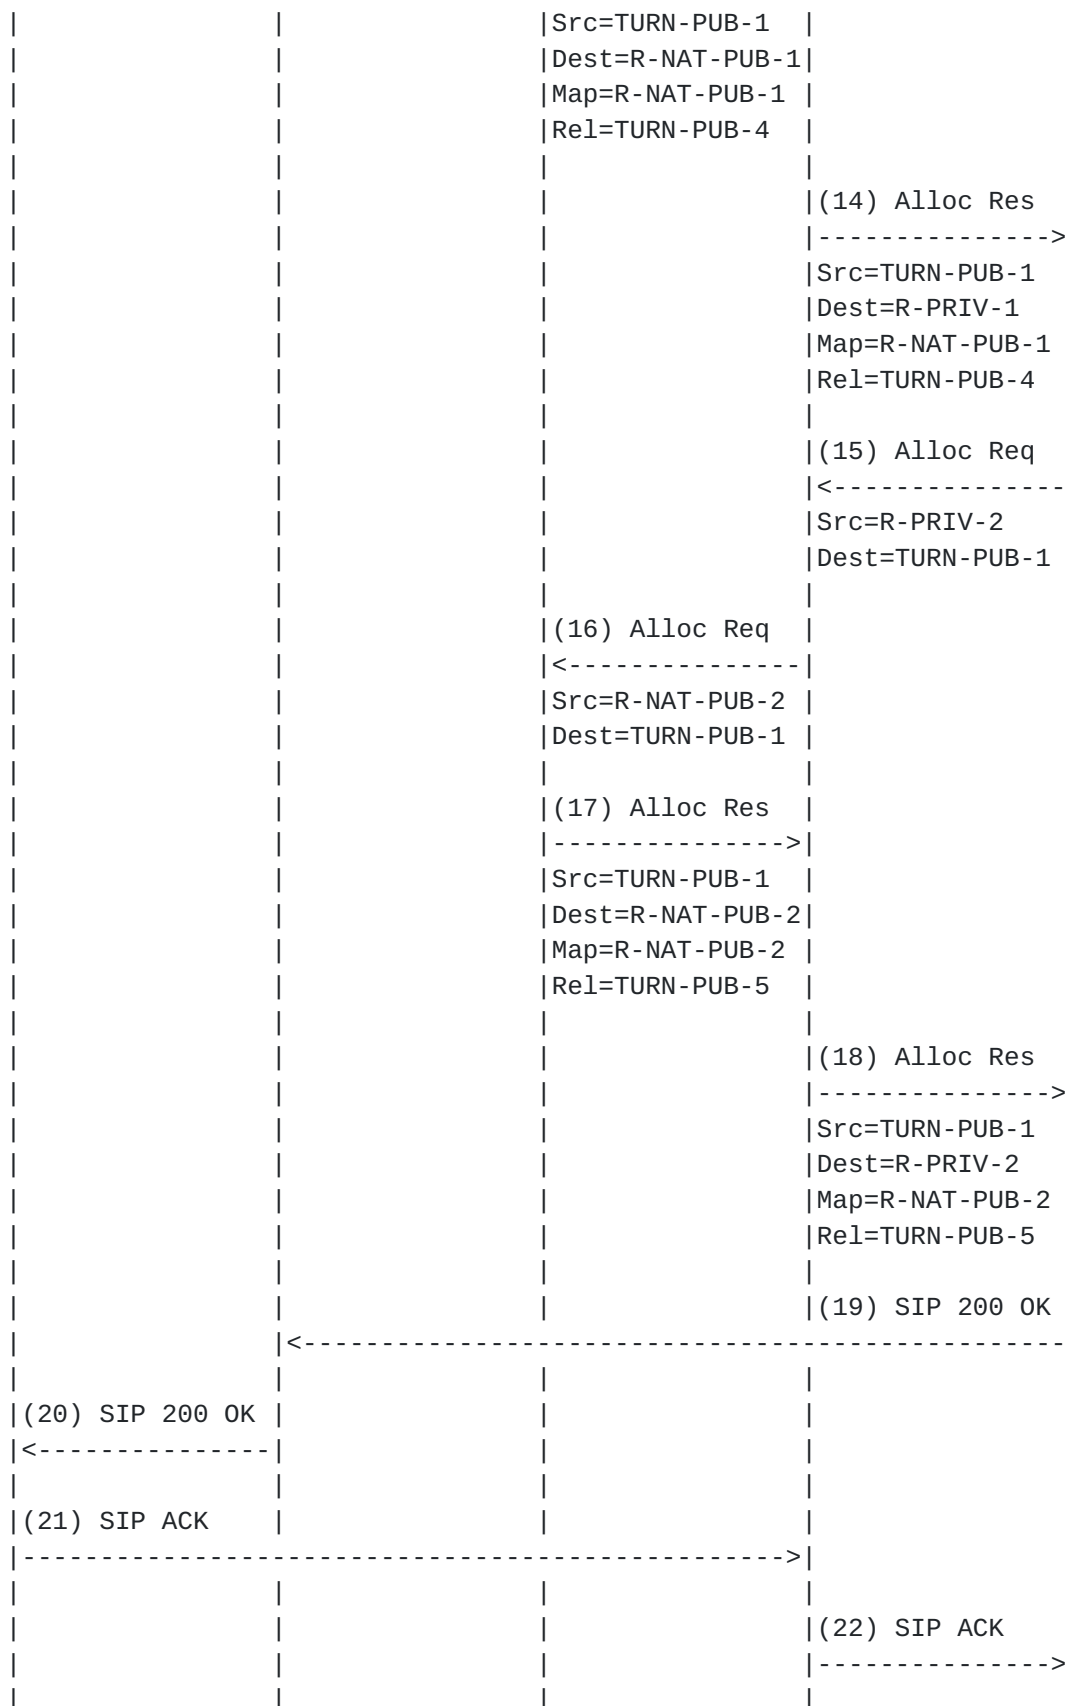 |                |                |Src=TURN-PUB-1  |
|                |                |Dest=R-NAT-PUB-1|
|                |                |Map=R-NAT-PUB-1 |
|                |                |Rel=TURN-PUB-4  |
|                |                |                |
|                |                |                |(14) Alloc Res
|                |                |                |--------------->
|                |                |                |Src=TURN-PUB-1
|                |                |                |Dest=R-PRIV-1
|                |                |                |Map=R-NAT-PUB-1
|                |                |                |Rel=TURN-PUB-4
|                |                |                |
|                |                |                |(15) Alloc Req
|                |                |                |<---------------
|                |                |                |Src=R-PRIV-2
|                |                |                |Dest=TURN-PUB-1
|                |                |                |
|                |                |(16) Alloc Req  |
|                |                |<---------------|
|                |                |Src=R-NAT-PUB-2 |
|                |                |Dest=TURN-PUB-1 |
|                |                |                |
|                |                |(17) Alloc Res  |
|                |                |--------------->|
|                |                |Src=TURN-PUB-1  |
|                |                |Dest=R-NAT-PUB-2|
|                |                |Map=R-NAT-PUB-2 |
|                |                |Rel=TURN-PUB-5  |
|                |                |                |
|                |                |                |(18) Alloc Res
|                |                |                |--------------->
|                |                |                |Src=TURN-PUB-1
|                |                |                |Dest=R-PRIV-2
|                |                |                |Map=R-NAT-PUB-2
|                |                |                |Rel=TURN-PUB-5
|                |                |                |
|                |                |                |(19) SIP 200 OK
|                |<-------------------------------------------------
|                |                |                |
|(20) SIP 200 OK |                |                |
|<---------------|                |                |
|                |                |                |
|(21) SIP ACK    |                |                |
|------------------------------------------------->|
|                |                |                |
|                |                |                |(22) SIP ACK
|                |                |                |--------------->
|                |                |                |